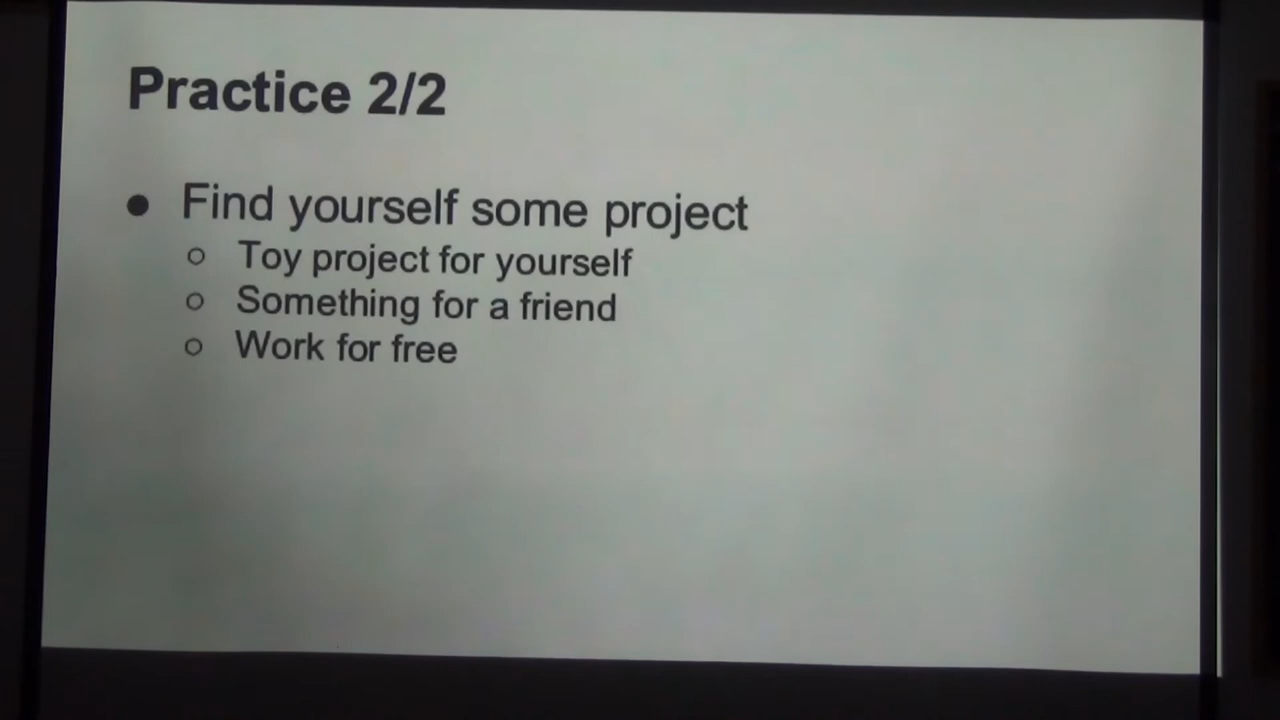 Practice 2/2
● Find yourself some project
○ Toy project for yourself
○ Something for a friend
○ Work for free